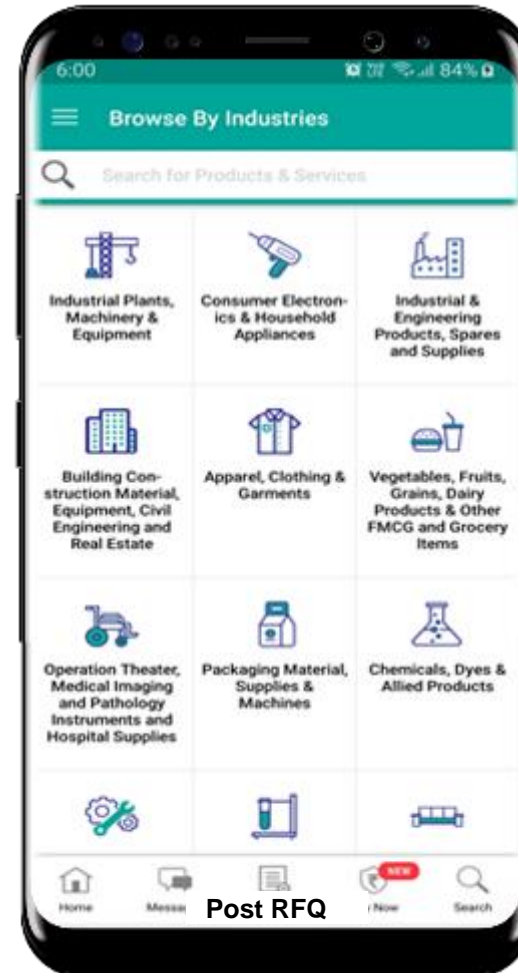 6:00
84%
Browse By Industries
Search for Products & Services
Industrial Plants,
Machinery &
Equipment
Consumer Electron-
ics & Household
Appliances
Industrial &
Engineering
Products, Spares
and Supplies
Building Con-
struction Material,
Equipment, Civil
Engineering and
Real Estate
Apparel, Clothing &
Garments
Vegetables, Fruits,
Grains, Dairy
Products & Other
FMCG and Grocery
Items
Operation Theater,
Medical Imaging
and Pathology
Instruments and
Hospital Supplies
Packaging Material,
Supplies &
Machines
Chemicals, Dyes &
Allied Products
NEW
Home
Post RFQ
Now
Search